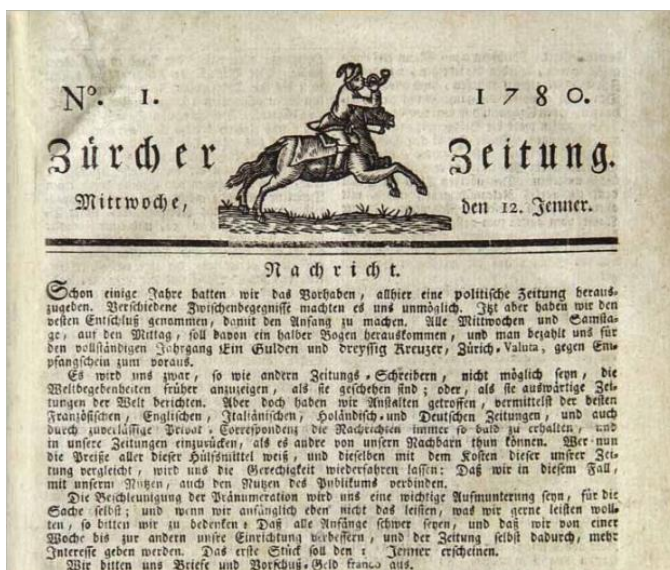 Nº. 1. 1780.
Zürcher Zeitung.
Mittwoche, den 12. Jenner.
Nachricht.
Schon einige Jahre hatten wir das Vorhaben, allhier eine politische Zeitung heraus-
zugeben. Verschiedene Zwischenbegegnisse machten es uns unmöglich. Izt aber haben wir den
vesten Entschluß genommen, damit den Anfang zu machen. Alle Mittwochen und Samsta-
ge, auf den Mittag, soll davon ein halber Bogen herauskommen, und man bezahlt uns für
den vollständigen Jahrgang Ein Gulden und dreyssig Kreuzer, Zürich-Valuta, gegen Em-
pfangschein zum voraus.
Es wird uns zwar, so wie andern Zeitungs-Schreibern, nicht möglich seyn, die
Weltbegebenheiten früher anzuzeigen, als sie geschehen sind; oder, als sie auswärtige Zei-
tungen der Welt berichten. Aber doch haben wir Anstalten getroffen, vermittelst der besten
Französischen, Englischen, Italiänischen, Holändisch-und Deutschen Zeitungen, und auch
durch zuverläßige Privat-Correspondenz die Nachrichten immer so bald zu erhalten, und
in unsere Zeitungen einzurücken, als es andre von unsern Nachbarn thun können. Wer nun
die Preiße aller dieser Hülfsmittel weiß, und dieselben mit dem Kosten dieser unsrer Zei-
tung vergleicht, wird uns die Gerechtigkeit wiederfahren lassen: Daß wir in diesem Fall,
mit unserm Nutzen, auch den Nutzen des Publikums verbinden.
Die Beschleunigung der Pränumeration wird uns eine wichtige Aufmunterung seyn, für die
Sache selbst; und wenn wir anfänglich eben nicht das leisten, was wir gerne leisten woll-
ten, so bitten wir zu bedenken: Daß alle Anfänge schwer seyen, und daß wir von einer
Woche bis zur andern unsre Einrichtung verbessern, und der Zeitung selbst dadurch, mehr
Interesse geben werden. Das erste Stück soll den Jenner erscheinen.
Wir bitten uns Briefe und Vorschuß-Geld franco aus.